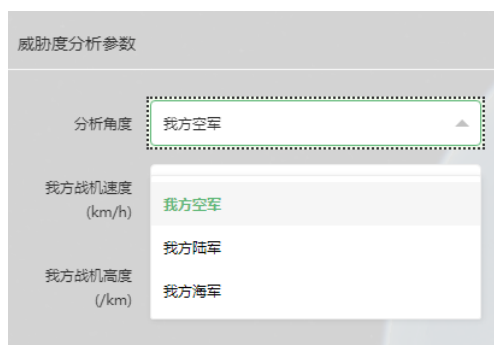 威胁度分析参数
分析角度
我方空军
我方战机速度
(km/h)
我方空军
我方陆军
我方海军
我方战机高度
(/km)